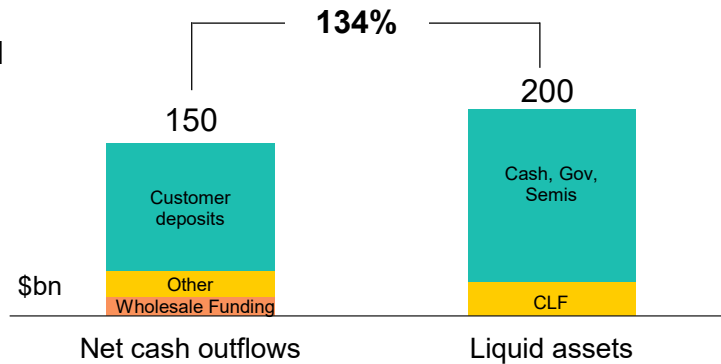 134%
150
200
Customer
deposits
Cash, Gov,
Semis
Other
$bn
Wholesale Funding
CLF
Net cash outflows
Liquid assets